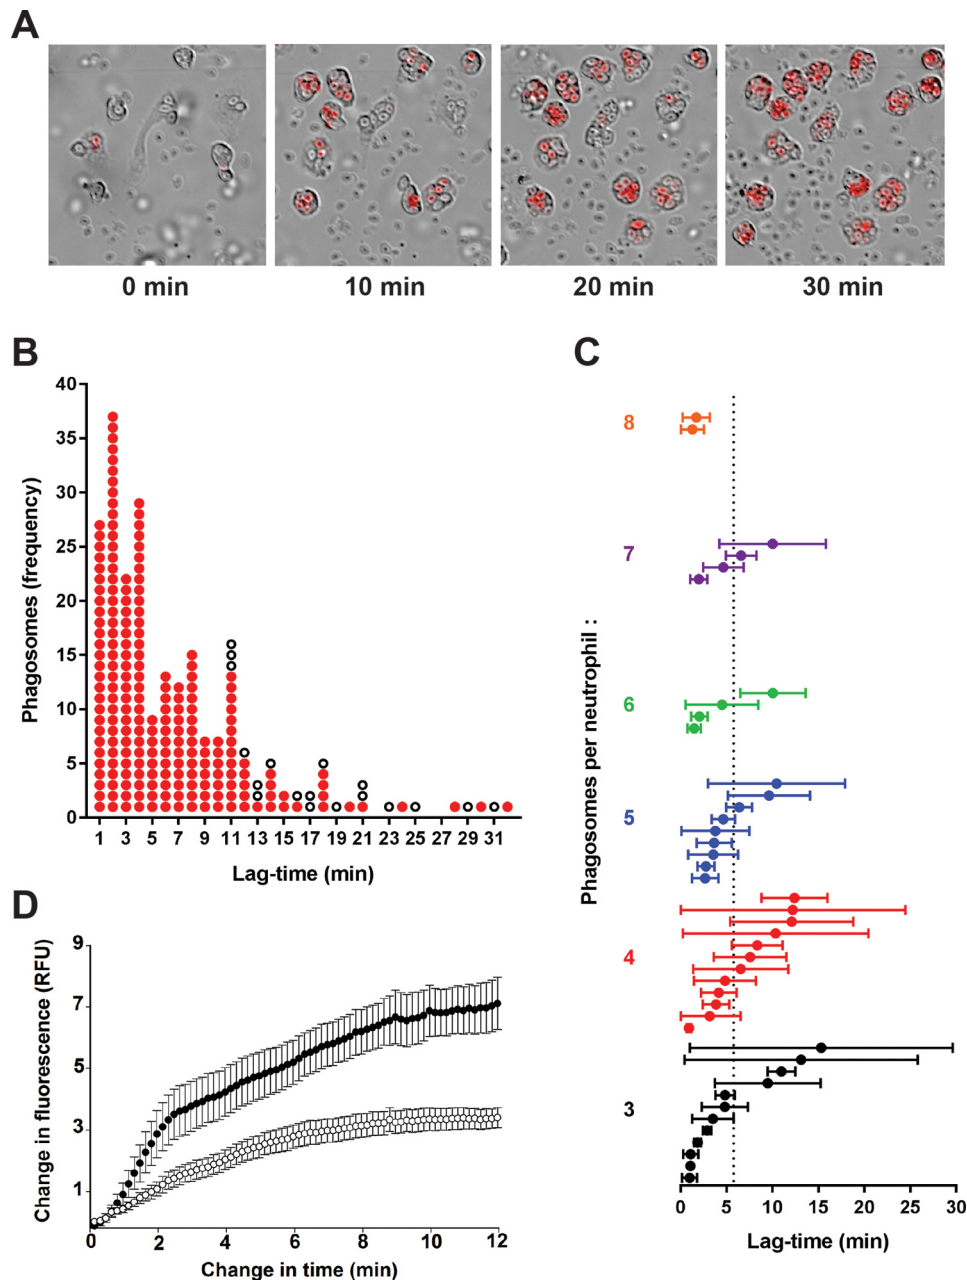 A
0 min
10 min
20 min
30 min
B
40
35
30
25
20
15
10
5
0
Phagosomes (frequency)
1 3 5 7 9 11 13 15 17 19 21 23 25 27 29 31
Lag-time (min)
C
8
7
6
5
4
3
Phagosomes per neutrophil :
0 5 10 15 20 25 30
Lag-time (min)
D
9
7
5
3
1
Change in fluorescence (RFU)
0 2 4 6 8 10 12
Change in time (min)